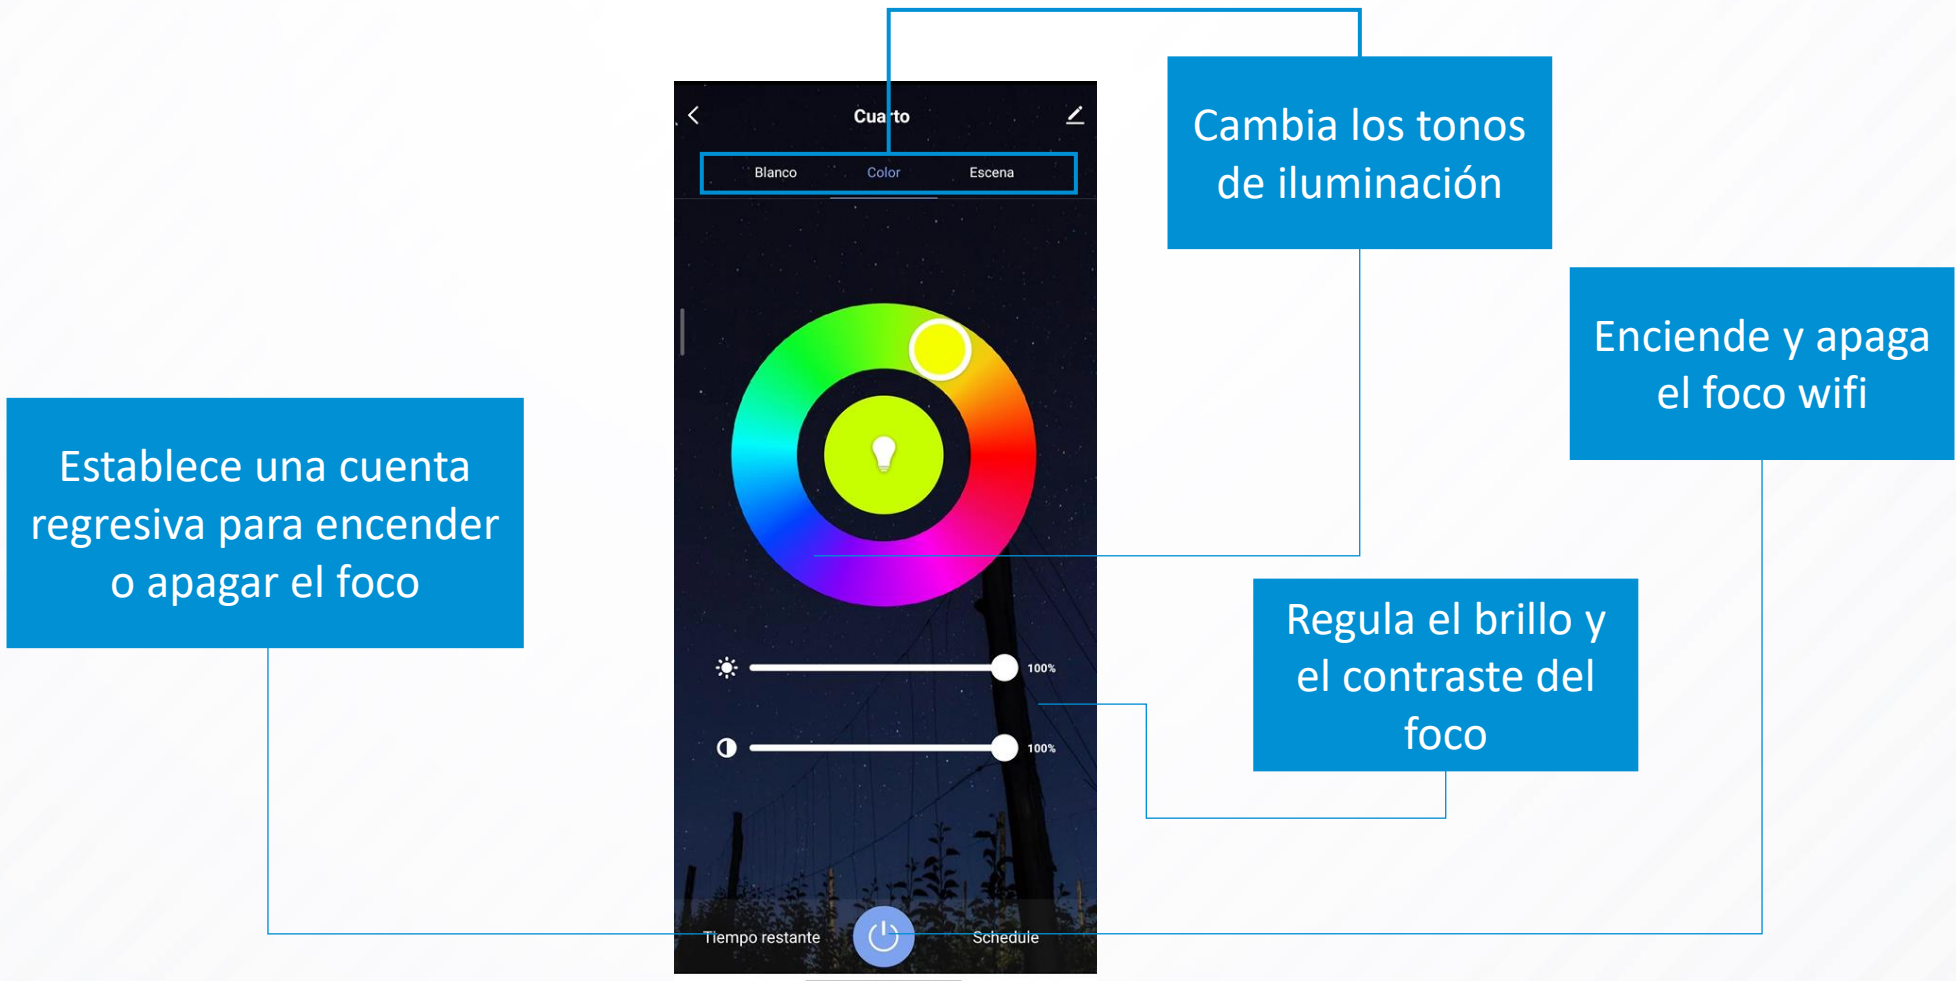 Cuarto
Blanco Color Escena
Cambia los tonos
de iluminación
Enciende y apaga
el foco wifi
Establece una cuenta
regresiva para encender
o apagar el foco
Regula el brillo y
el contraste del
foco
100%
100%
Tiempo restante Schedule